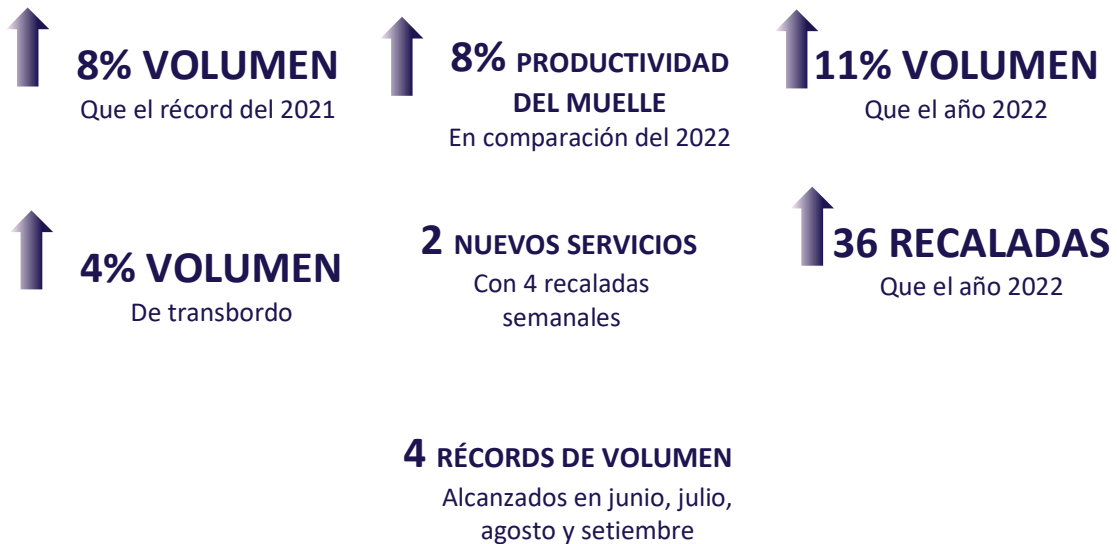 8% VOLUMEN
Que el récord del 2021
8% PRODUCTIVIDAD
DEL MUELLE
En comparación del 2022
11% VOLUMEN
Que el año 2022
4% VOLUMEN
De transbordo
2 NUEVOS SERVICIOS
Con 4 recaladas
semanales
36 RECALADAS
Que el año 2022
4 RÉCORDS DE VOLUMEN
Alcanzados en junio, julio,
agosto y setiembre